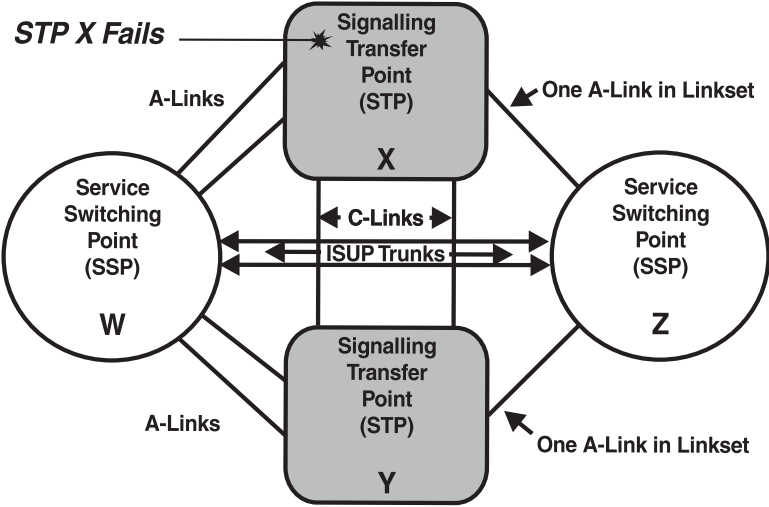 STP X Fails
Signalling
Transfer
Point
(STP)
X
A-Links
One A-Link in Linkset
Service
Switching
Point
(SSP)
W
C-Links
ISUP Trunks
Service
Switching
Point
(SSP)
Z
Signalling
Transfer
Point
(STP)
Y
A-Links
One A-Link in Linkset